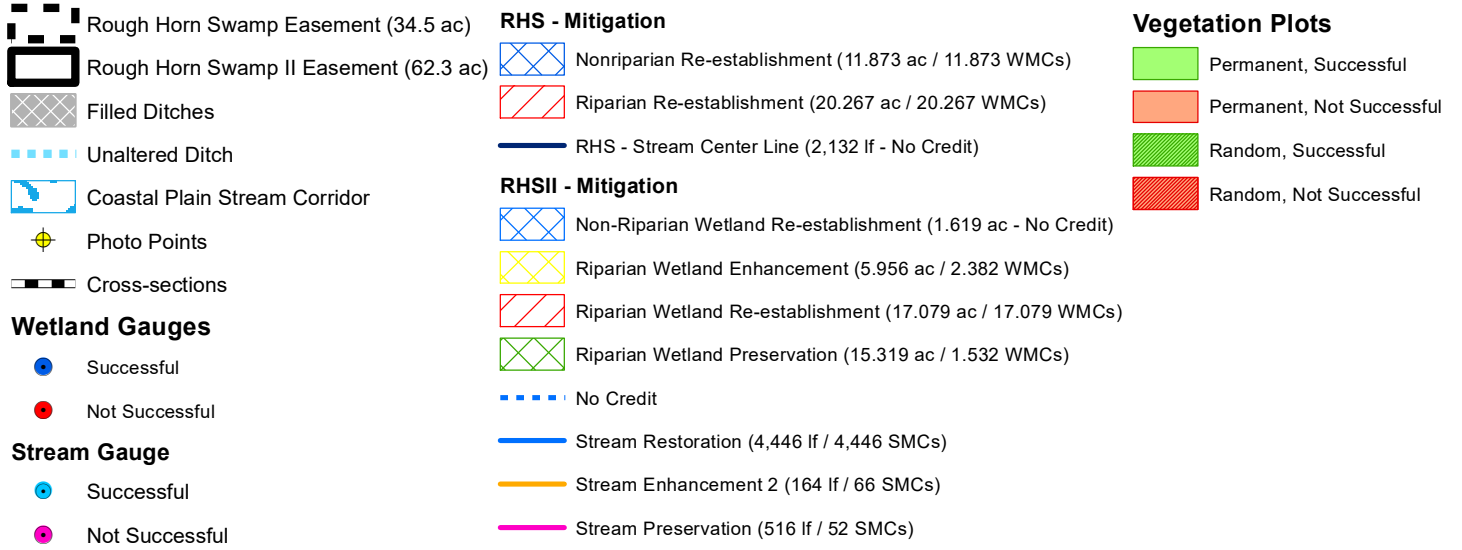 Rough Horn Swamp Easement (34.5 ac)
Rough Horn Swamp II Easement (62.3 ac)
Filled Ditches
Unaltered Ditch
Coastal Plain Stream Corridor
Photo Points
Cross-sections
Wetland Gauges
Successful
Not Successful
Stream Gauge
Successful
Not Successful
RHS - Mitigation
Nonriparian Re-establishment (11.873 ac / 11.873 WMCs)
Riparian Re-establishment (20.267 ac / 20.267 WMCs)
RHS - Stream Center Line (2,132 lf - No Credit)
RHSII - Mitigation
Non-Riparian Wetland Re-establishment (1.619 ac - No Credit)
Riparian Wetland Enhancement (5.956 ac / 2.382 WMCs)
Riparian Wetland Re-establishment (17.079 ac / 17.079 WMCs)
Riparian Wetland Preservation (15.319 ac / 1.532 WMCs)
No Credit
Stream Restoration (4,446 lf / 4,446 SMCs)
Stream Enhancement 2 (164 lf / 66 SMCs)
Stream Preservation (516 lf / 52 SMCs)
Vegetation Plots
Permanent, Successful
Permanent, Not Successful
Random, Successful
Random, Not Successful